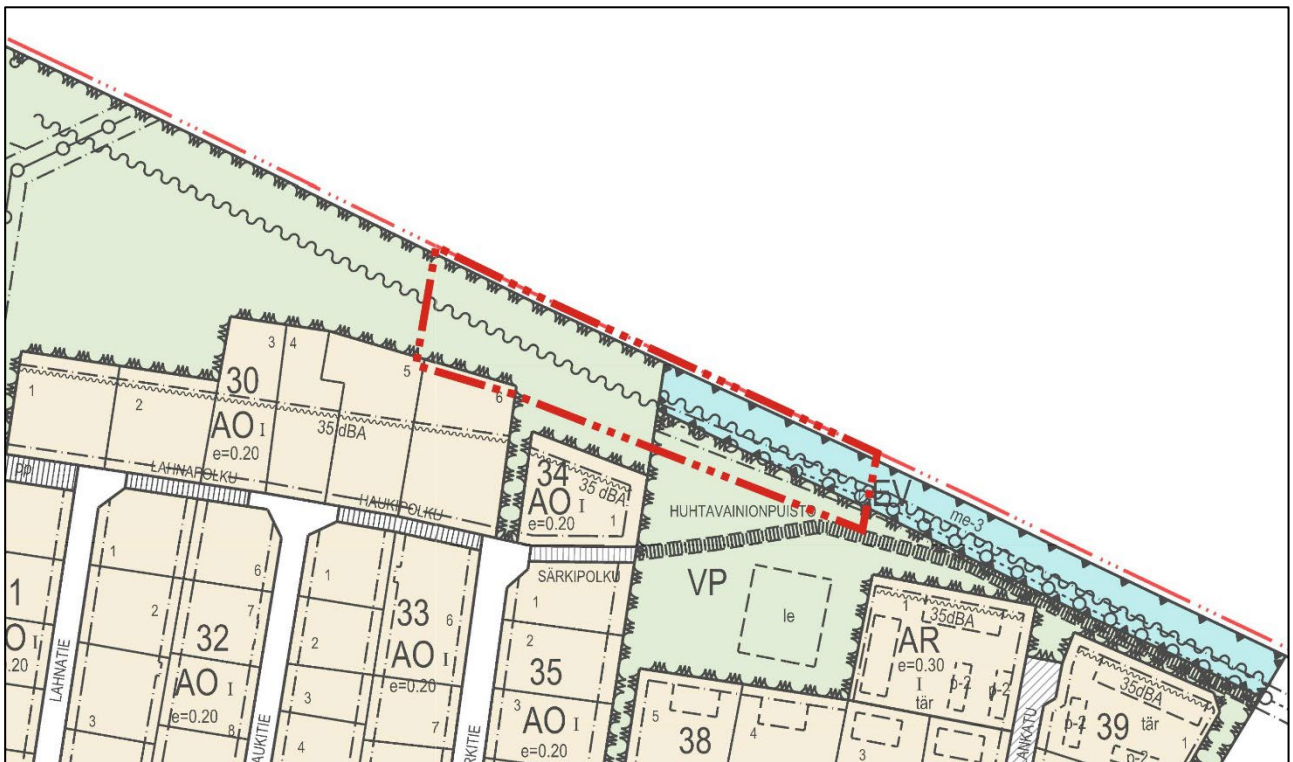 3
4
5
6
1
2
30
AO I
e=0.20
35 dBA
34
AO I
e=0.20
35 dBA
1
EV
me-3
pp
LAHNAPOLKU
HAUKIPOLKU
HUHTAVAINIONPUISTO
SÄRKIPOLKU
VP
le
1
35dBA
AR
e=0.30
I
tär
p-2
p-2
1
O I
.20
LAHNATIE
1
2
3
6
7
8
32
AO I
e=0.20
AUKITIE
1
2
3
4
6
7
33
AO I
e=0.20
RKITIE
1
2
3
35
AO I
e=0.20
5
38
4
3
ANKATU
35dBA
p-2
39
tär
1
p-2